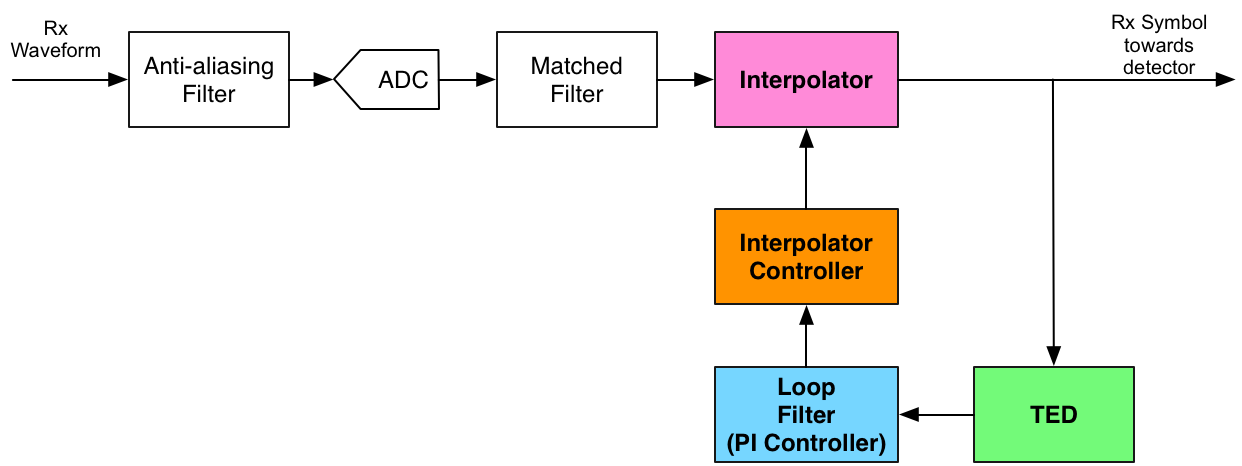 Rx
Waveform
Anti-aliasing
Filter
ADC
Matched
Filter
Interpolator
Rx Symbol
towards
detector
Interpolator
Controller
Loop
Filter
(PI Controller)
TED